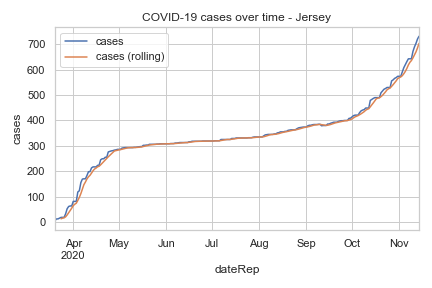 COVID-19 cases over time - Jersey
cases
cases (rolling)
700
600
500
400
300
200
100
0
cases
Apr
2020
May
Jun
Jul
Aug
Sep
Oct
Nov
dateRep